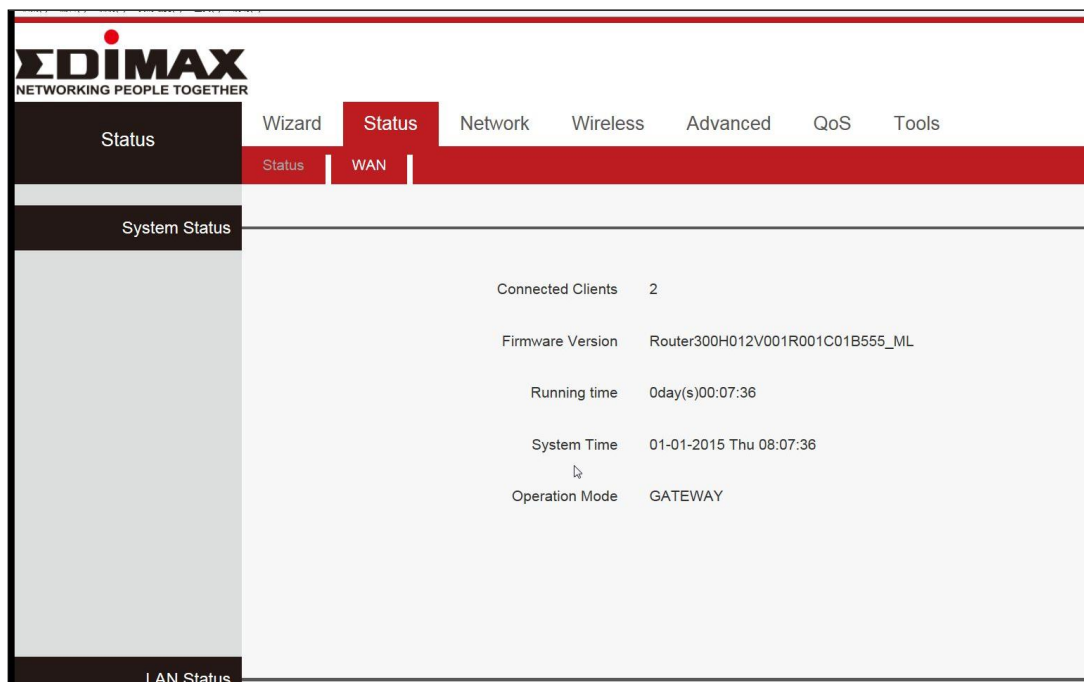 EDIMAX
NETWORKING PEOPLE TOGETHER
Status
Wizard Status Network Wireless Advanced QoS Tools
Status WAN
System Status
Connected Clients 2
Firmware Version Router300H012V001R001C01B555_ML
Running time 0day(s)00:07:36
System Time 01-01-2015 Thu 08:07:36
Operation Mode GATEWAY
LAN Status